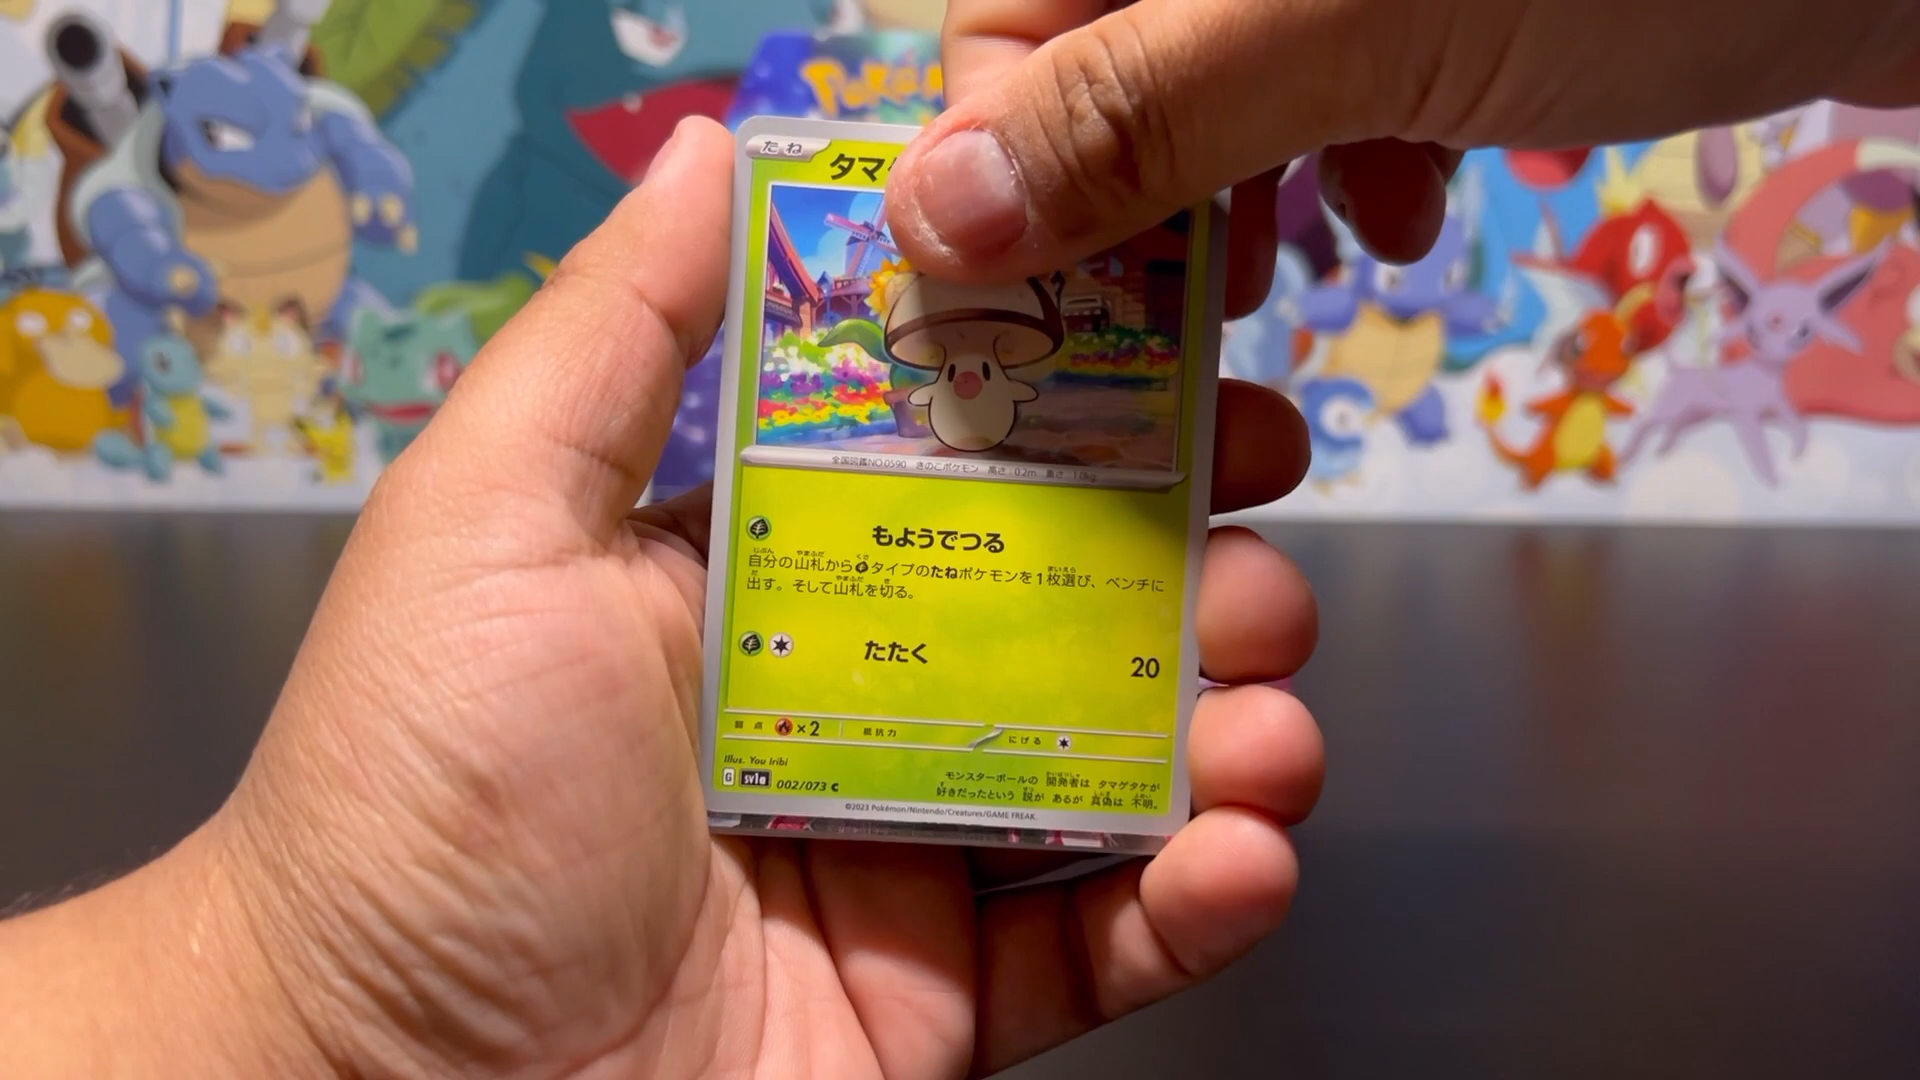 Pokém
たね
タマ
全国図鑑NO.0590 きのこポケモン 高さ 0.2m 重さ 1.0kg
もようでつる
自分の山札からタイプのたねポケモンを1枚選び、ベンチに
出す。そして山札を切る。
たたく 20
弱点 ×2 抵抗力 にげる
Illus. You Iribi
G sv1a 002/073 C
モンスターボールの 開発者は タマゲタケが
好きだったという 説が あるが 真偽は 不明。
©2023 Pokémon/Nintendo/Creatures/GAME FREAK.